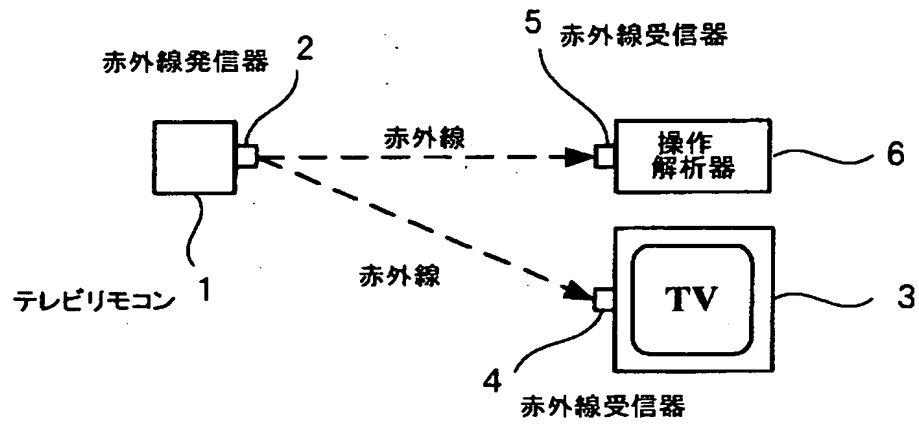 5 赤外線受信器
赤外線発信器 2
赤外線
操作
解析器
6
赤外線
テレビリモコン 1
TV
3
4
赤外線受信器